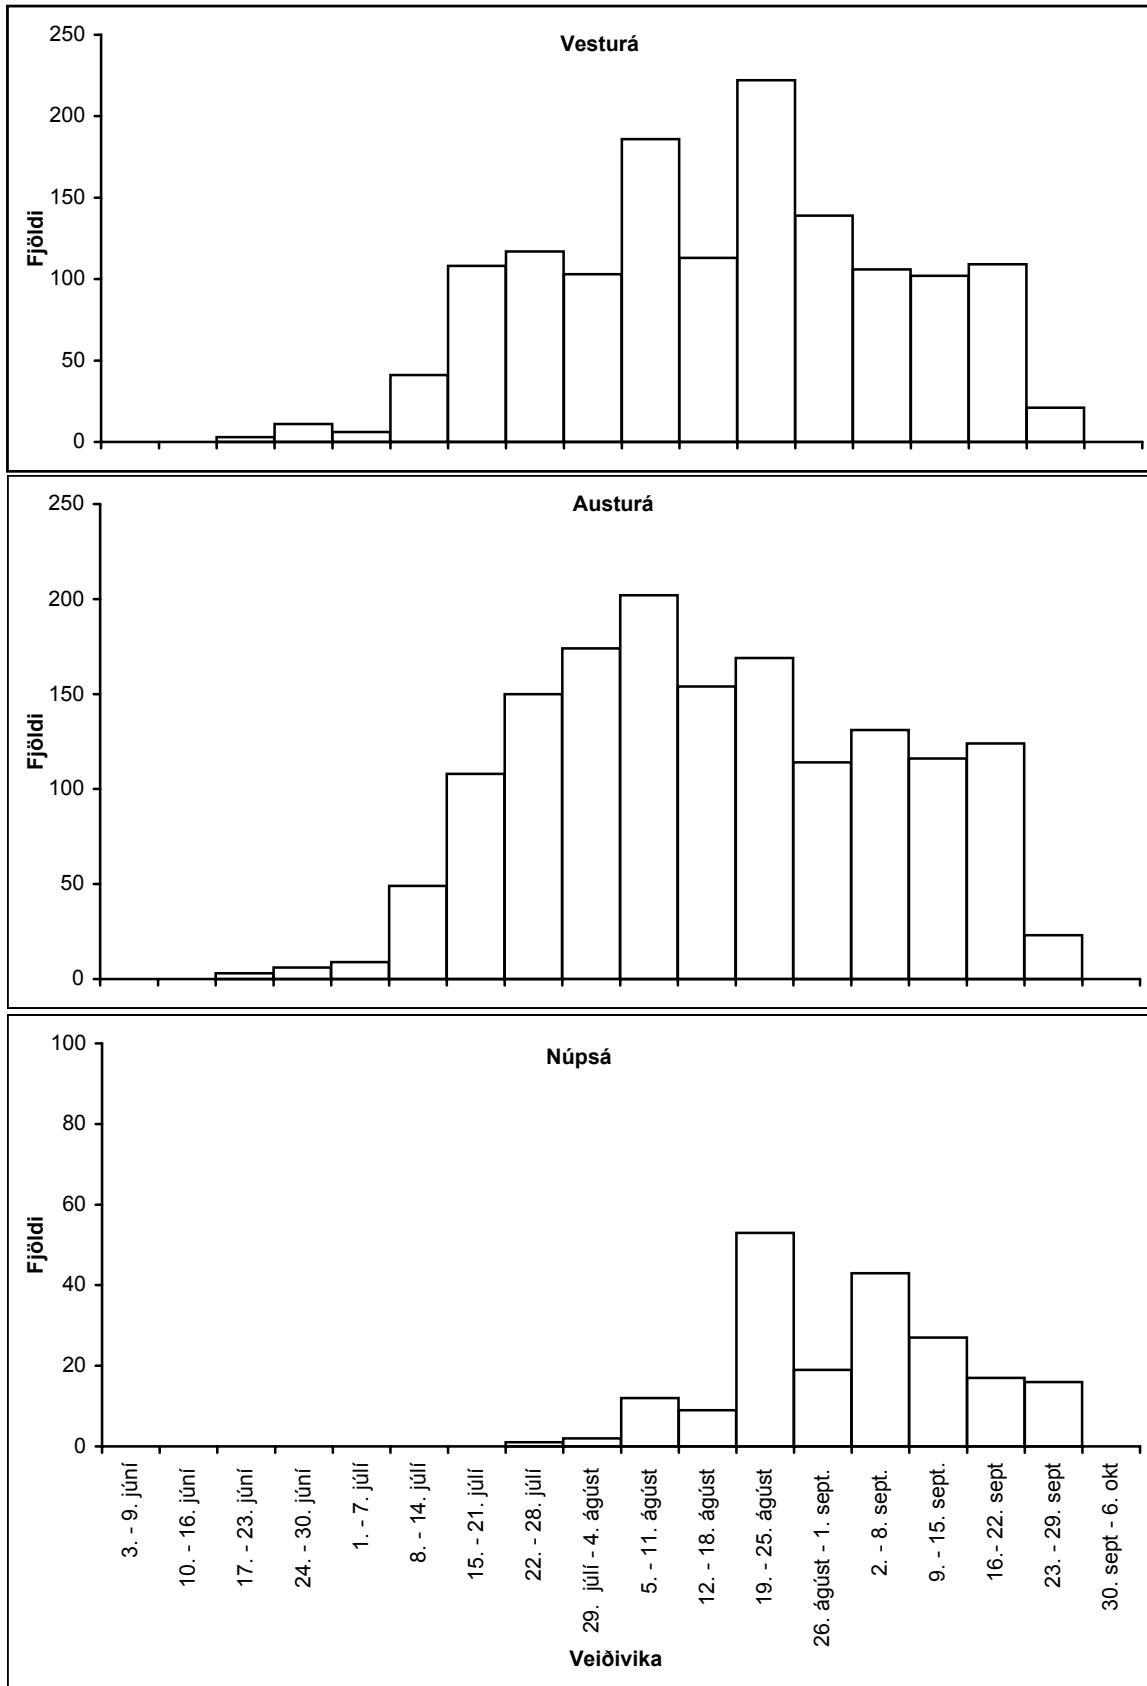 Vesturá
250
200
150
100
50
0
Fjöldi
Austurá
250
200
150
100
50
0
Fjöldi
Núpsá
100
80
60
40
20
0
Fjöldi
3. - 9. júní
10. - 16. júní
17. - 23. júní
24. - 30. júní
1. - 7. júlí
8. - 14. júlí
15. - 21. júlí
22. - 28. júlí
29. júlí - 4. ágúst
5. - 11. ágúst
12. - 18. ágúst
19. - 25. ágúst
26. ágúst - 1. sept.
2. - 8. sept.
9. - 15. sept.
16.- 22. sept
23. - 29. sept
30. sept - 6. okt
Veiðivika